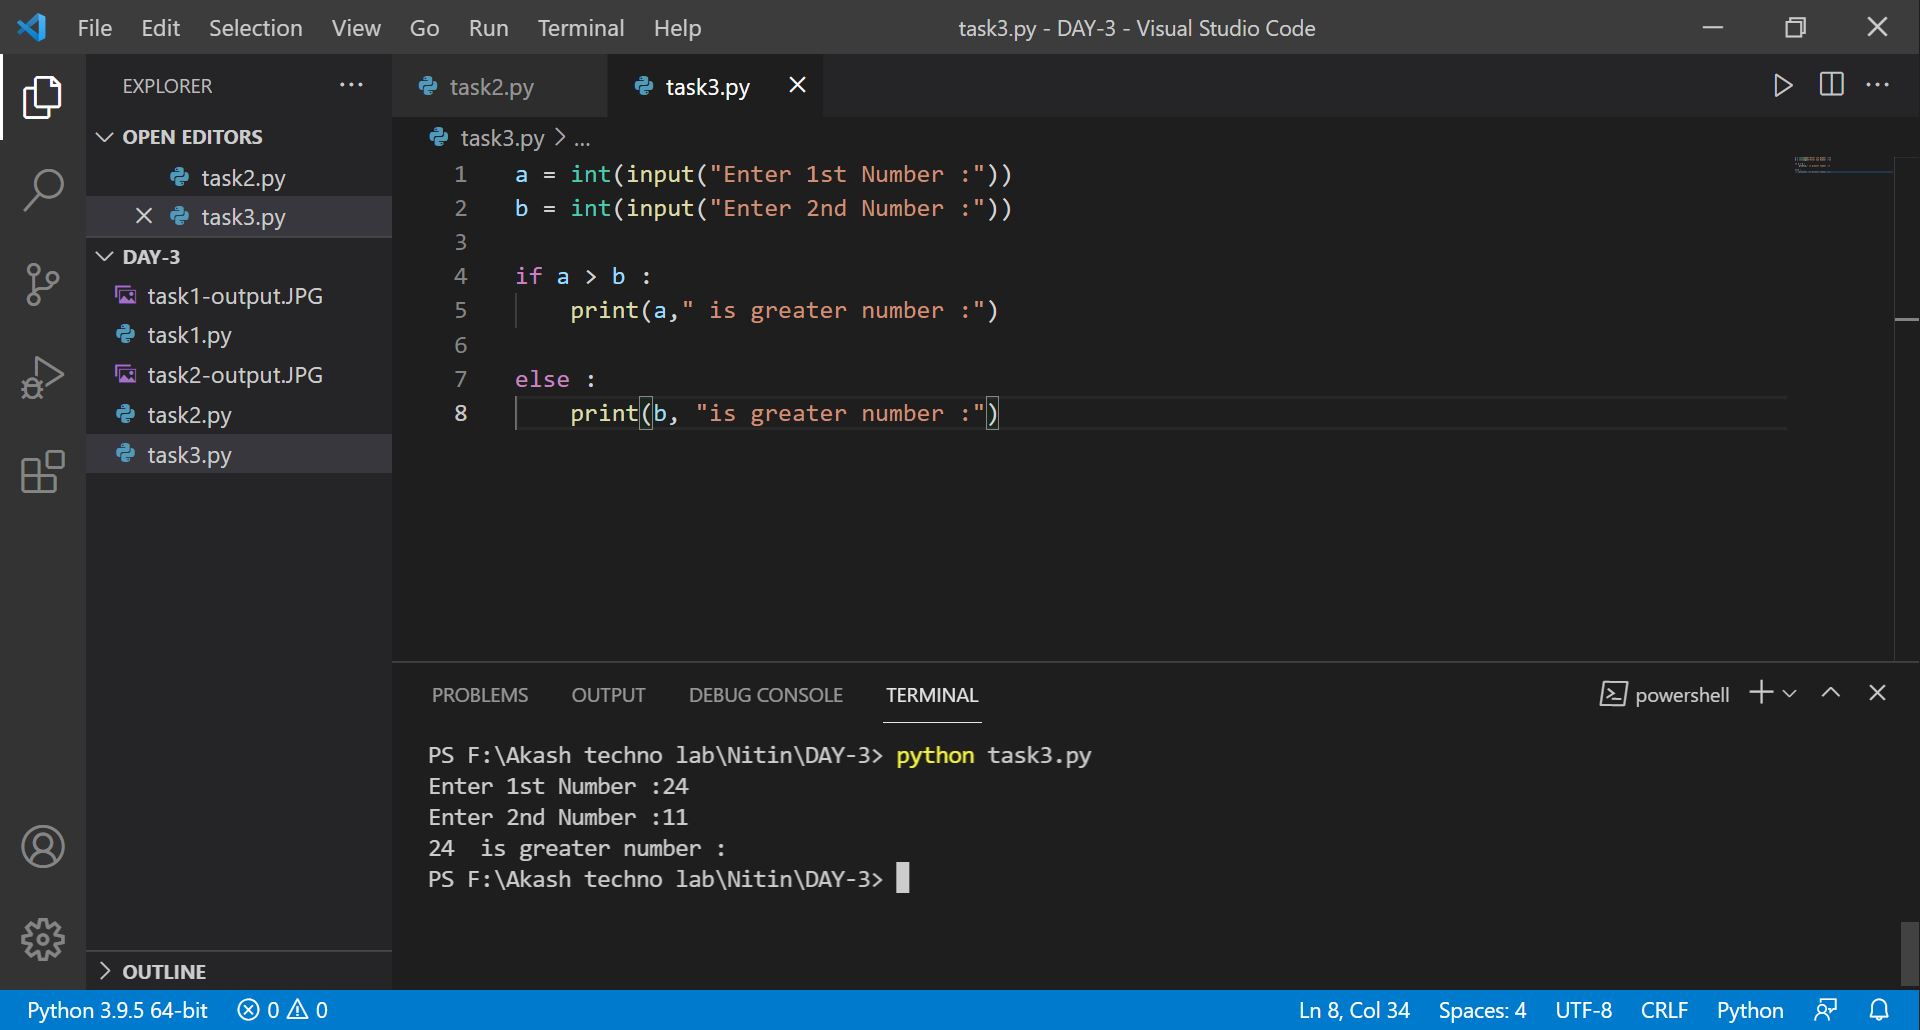 File Edit Selection View Go Run Terminal Help task3.py - DAY-3 - Visual Studio Code
EXPLORER
OPEN EDITORS
task2.py
task3.py
DAY-3
task1-output.JPG
task1.py
task2-output.JPG
task2.py
task3.py
OUTLINE
task2.py task3.py
task3.py > ...
1 a = int(input("Enter 1st Number :"))
2 b = int(input("Enter 2nd Number :"))
3
4 if a > b :
5     print(a," is greater number :")
6
7 else :
8     print(b, "is greater number :")
PROBLEMS OUTPUT DEBUG CONSOLE TERMINAL powershell
PS F:\Akash techno lab\Nitin\DAY-3> python task3.py
Enter 1st Number :24
Enter 2nd Number :11
24  is greater number :
PS F:\Akash techno lab\Nitin\DAY-3>
Python 3.9.5 64-bit 0 0 Ln 8, Col 34 Spaces: 4 UTF-8 CRLF Python